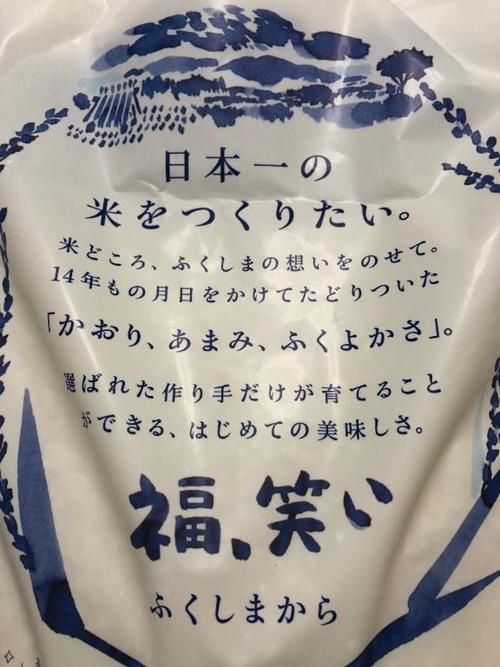 日本一の
米をつくりたい。
米どころ、ふくしまの想いをのせて。
14年もの月日をかけてたどりついた
「かおり、あまみ、ふくよかさ」。
選ばれた作り手だけが育てること
ができる、はじめての美味しさ。
福、笑い
ふくしまから